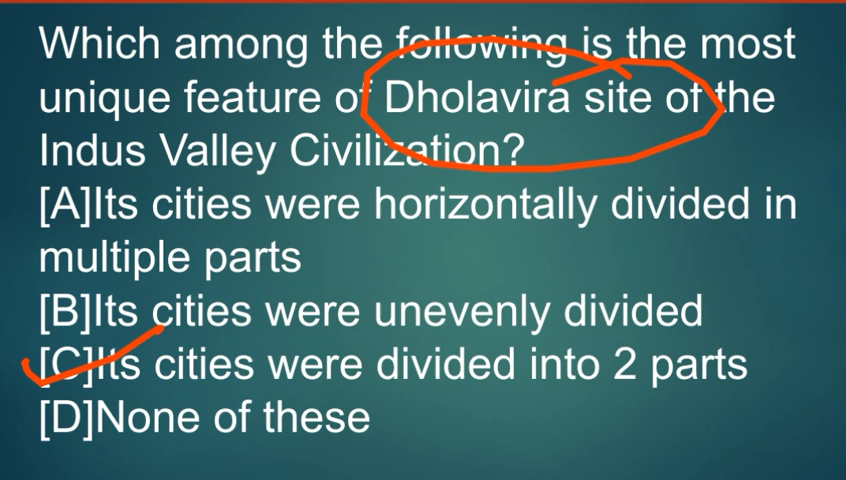 Which among the following is the most
unique feature of Dholavira site of the
Indus Valley Civilization?
[A]Its cities were horizontally divided in
multiple parts
[B]Its cities were unevenly divided
[C]Its cities were divided into 2 parts
[D]None of these